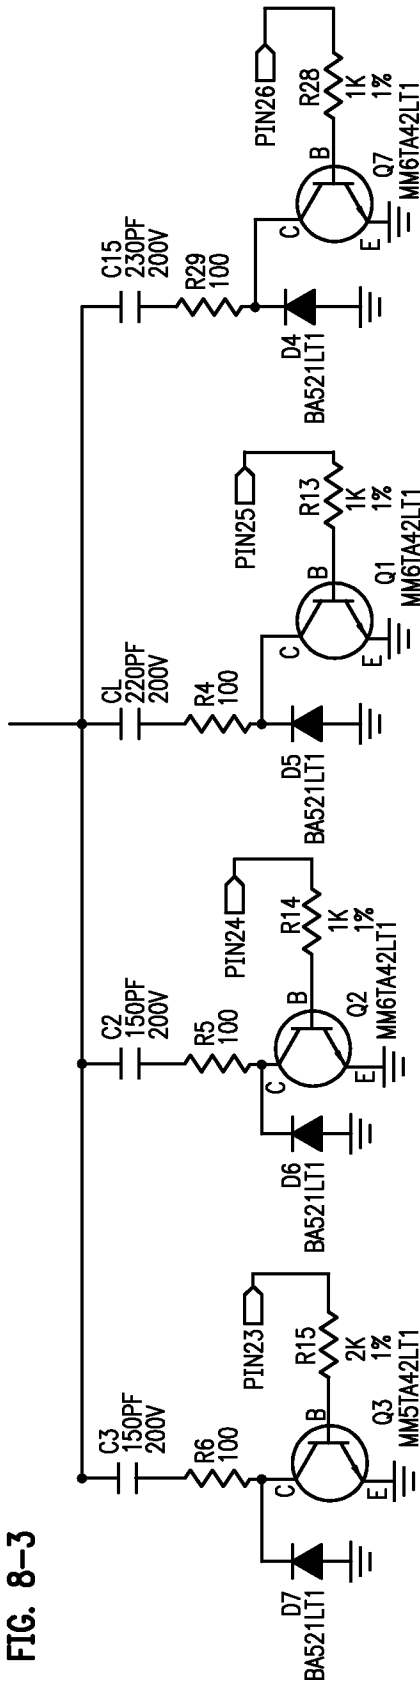 FIG. 8-3
C3
150PF
200V
R6
100
D7
BA521LT1
C
B
E
PIN23
R15
2K
1%
Q3
MM5TA42LT1
C2
150PF
200V
R5
100
D6
BA521LT1
C
B
E
PIN24
R14
1K
1%
Q2
MM6TA42LT1
CL
220PF
200V
R4
100
D5
BA521LT1
C
B
E
PIN25
R13
1K
1%
Q1
MM6TA42LT1
C15
230PF
200V
R29
100
D4
BA521LT1
C
B
E
PIN26
R28
1K
1%
Q7
MM6TA42LT1